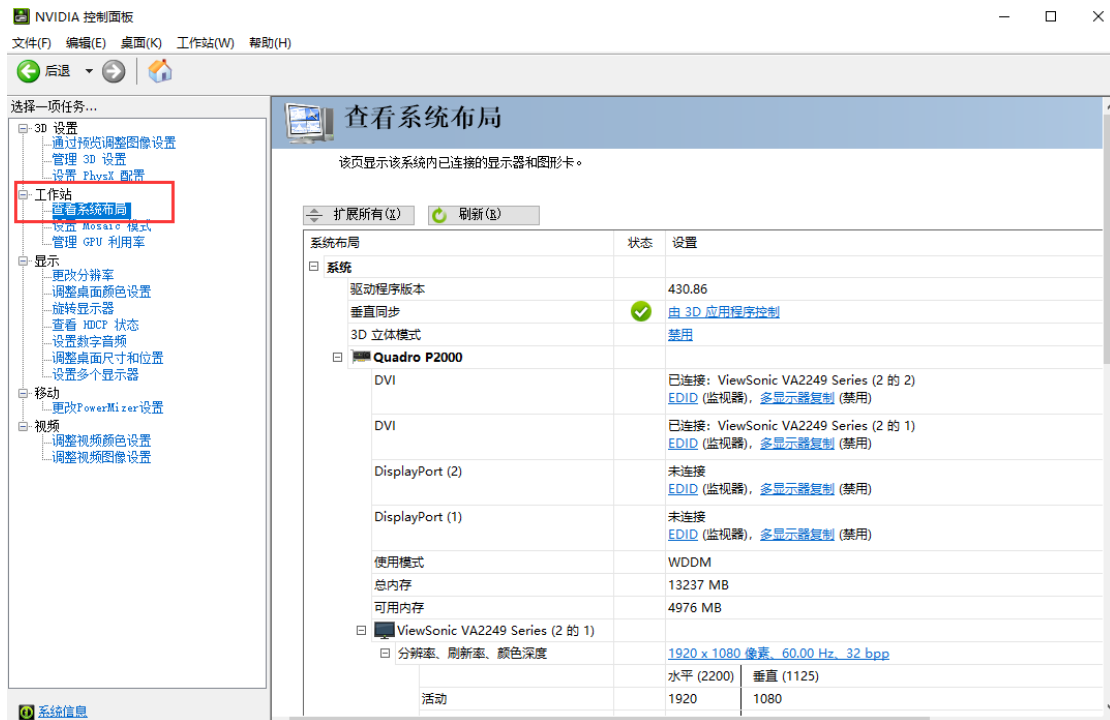 NVIDIA 控制面板
文件(F) 编辑(E) 桌面(K) 工作站(W) 帮助(H)
后退
选择一项任务...
3D 设置
通过预览调整图像设置
管理 3D 设置
设置 PhysX 配置
工作站
查看系统布局
设置 Mosaic 模式
管理 GPU 利用率
显示
更改分辨率
调整桌面颜色设置
旋转显示器
查看 HDCP 状态
设置数字音频
调整桌面尺寸和位置
设置多个显示器
移动
更改PowerMizer设置
视频
调整视频颜色设置
调整视频图像设置
系统信息
查看系统布局
该页显示该系统内已连接的显示器和图形卡。
扩展所有(X) 刷新(R)
系统布局 状态 设置
系统
驱动程序版本 430.86
垂直同步 由 3D 应用程序控制
3D 立体模式 禁用
Quadro P2000
DVI 已连接: ViewSonic VA2249 Series (2 的 2)
EDID (监视器), 多显示器复制 (禁用)
DVI 已连接: ViewSonic VA2249 Series (2 的 1)
EDID (监视器), 多显示器复制 (禁用)
DisplayPort (2) 未连接
EDID (监视器), 多显示器复制 (禁用)
DisplayPort (1) 未连接
EDID (监视器), 多显示器复制 (禁用)
使用模式 WDDM
总内存 13237 MB
可用内存 4976 MB
ViewSonic VA2249 Series (2 的 1)
分辨率、刷新率、颜色深度 1920 x 1080 像素、60.00 Hz、32 bpp
水平 (2200) 垂直 (1125)
活动 1920 1080